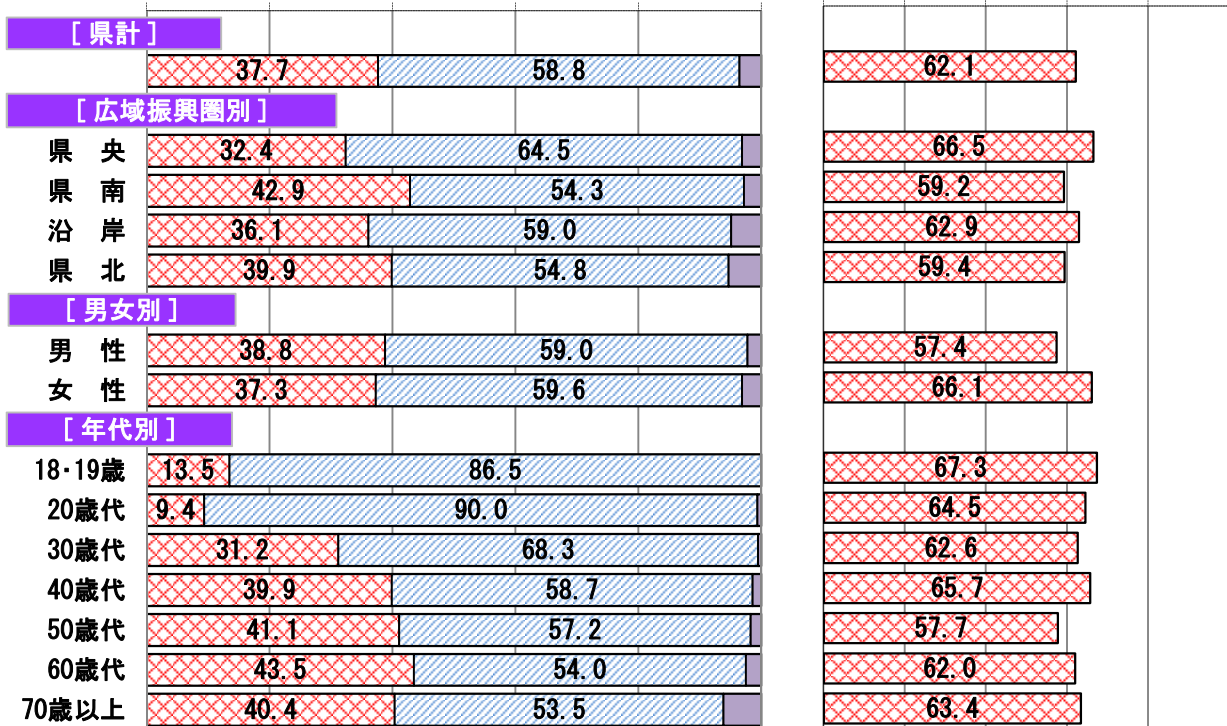 [ 県計 ]
37.7 58.8 62.1
[ 広域振興圏別 ]
県 央 32.4 64.5 66.5
県 南 42.9 54.3 59.2
沿 岸 36.1 59.0 62.9
県 北 39.9 54.8 59.4
[ 男女別 ]
男 性 38.8 59.0 57.4
女 性 37.3 59.6 66.1
[ 年代別 ]
18・19歳 13.5 86.5 67.3
20歳代 9.4 90.0 64.5
30歳代 31.2 68.3 62.6
40歳代 39.9 58.7 65.7
50歳代 41.1 57.2 57.7
60歳代 43.5 54.0 62.0
70歳以上 40.4 53.5 63.4